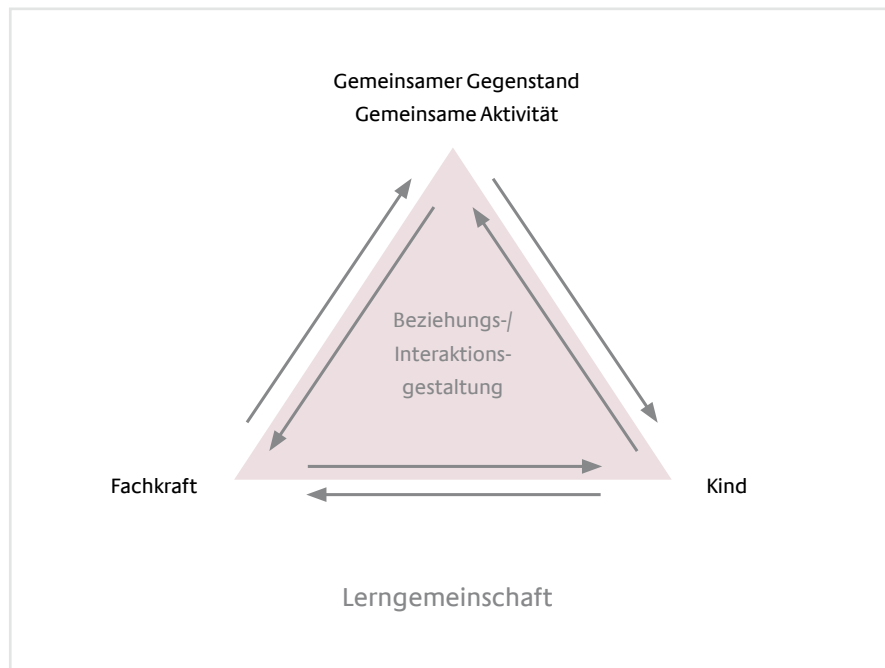 Gemeinsamer Gegenstand
Gemeinsame Aktivität
Beziehungs-/
Interaktions-
gestaltung
Fachkraft
Kind
Lerngemeinschaft